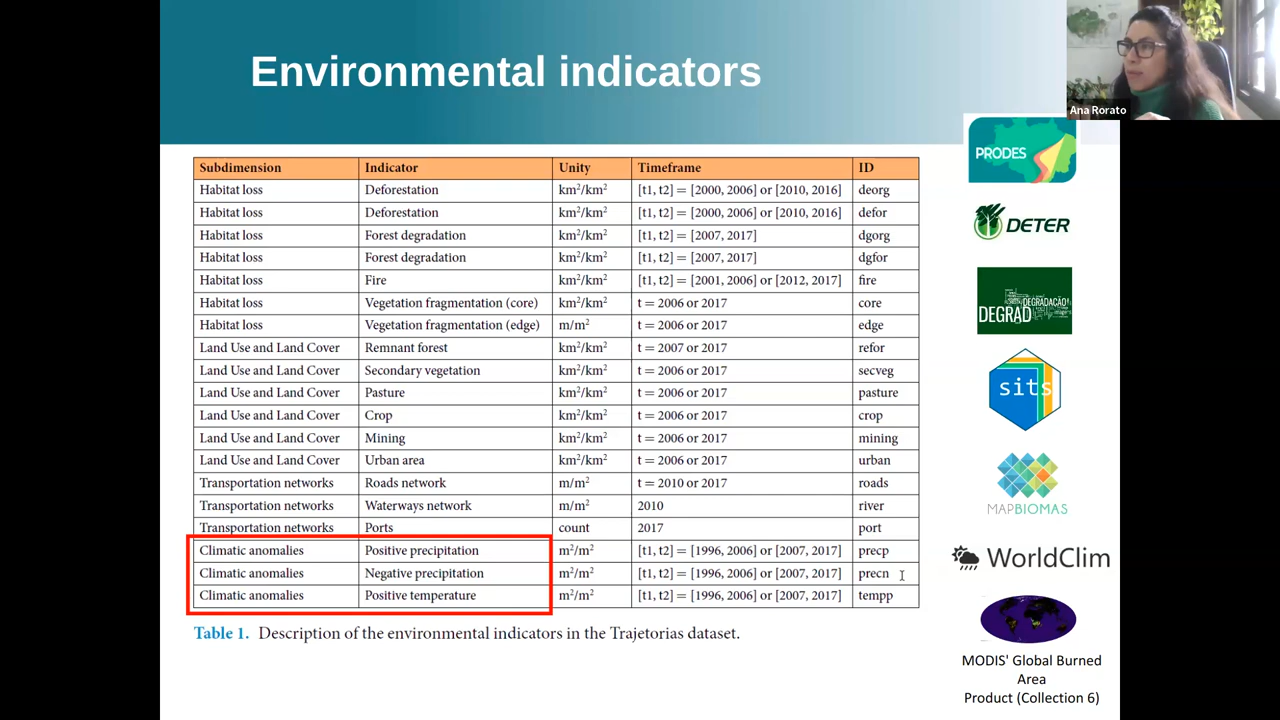 Environmental indicators
Ana Rorato
Subdimension Indicator Unity Timeframe ID
Habitat loss Deforestation km²/km² [t1, t2] = [2000, 2006] or [2010, 2016] deorg
Habitat loss Deforestation km²/km² [t1, t2] = [2000, 2006] or [2010, 2016] defor
Habitat loss Forest degradation km²/km² [t1, t2] = [2007, 2017] dgorg
Habitat loss Forest degradation km²/km² [t1, t2] = [2007, 2017] dgfor
Habitat loss Fire km²/km² [t1, t2] = [2001, 2006] or [2012, 2017] fire
Habitat loss Vegetation fragmentation (core) km²/km² t = 2006 or 2017 core
Habitat loss Vegetation fragmentation (edge) m/m² t = 2006 or 2017 edge
Land Use and Land Cover Remnant forest km²/km² t = 2007 or 2017 refor
Land Use and Land Cover Secondary vegetation km²/km² t = 2006 or 2017 secveg
Land Use and Land Cover Pasture km²/km² t = 2006 or 2017 pasture
Land Use and Land Cover Crop km²/km² t = 2006 or 2017 crop
Land Use and Land Cover Mining km²/km² t = 2006 or 2017 mining
Land Use and Land Cover Urban area km²/km² t = 2006 or 2017 urban
Transportation networks Roads network m/m² t = 2010 or 2017 roads
Transportation networks Waterways network m/m² 2010 river
Transportation networks Ports count 2017 port
Climatic anomalies Positive precipitation m²/m² [t1, t2] = [1996, 2006] or [2007, 2017] precp
Climatic anomalies Negative precipitation m²/m² [t1, t2] = [1996, 2006] or [2007, 2017] precn
Climatic anomalies Positive temperature m²/m² [t1, t2] = [1996, 2006] or [2007, 2017] tempp
Table 1. Description of the environmental indicators in the Trajetorias dataset.
PRODES
DETER
DEGRADAÇÃO
DEGRAD
sits
MAPBIOMAS
WorldClim
MODIS' Global Burned
Area
Product (Collection 6)